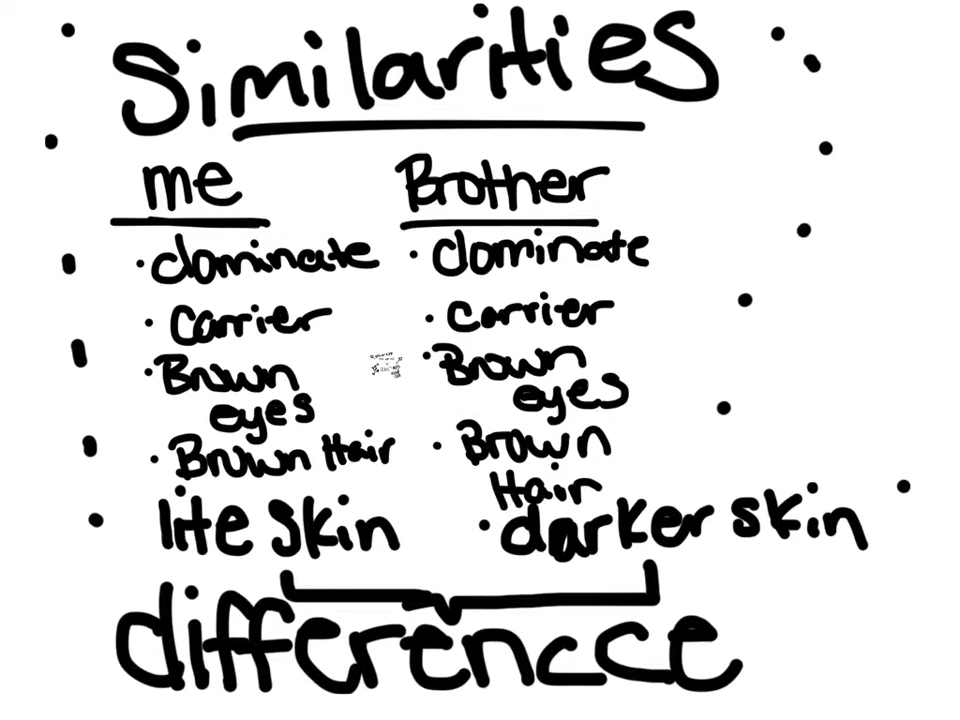 Similarities
me Brother
• dominate • dominate
• carrier • carrier
• Brown • Brown
eyes eyes
• Brown Hair • Brown
Hair
lite skin • darker skin
differencce